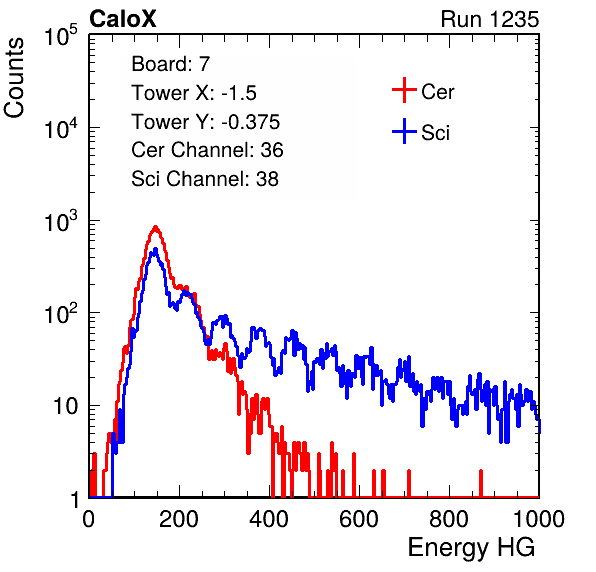 CaloX Run 1235
Counts
10^5
10^4
10^3
10^2
10
1
Board: 7
Tower X: -1.5
Tower Y: -0.375
Cer Channel: 36
Sci Channel: 38
Cer
Sci
0 200 400 600 800 1000
Energy HG